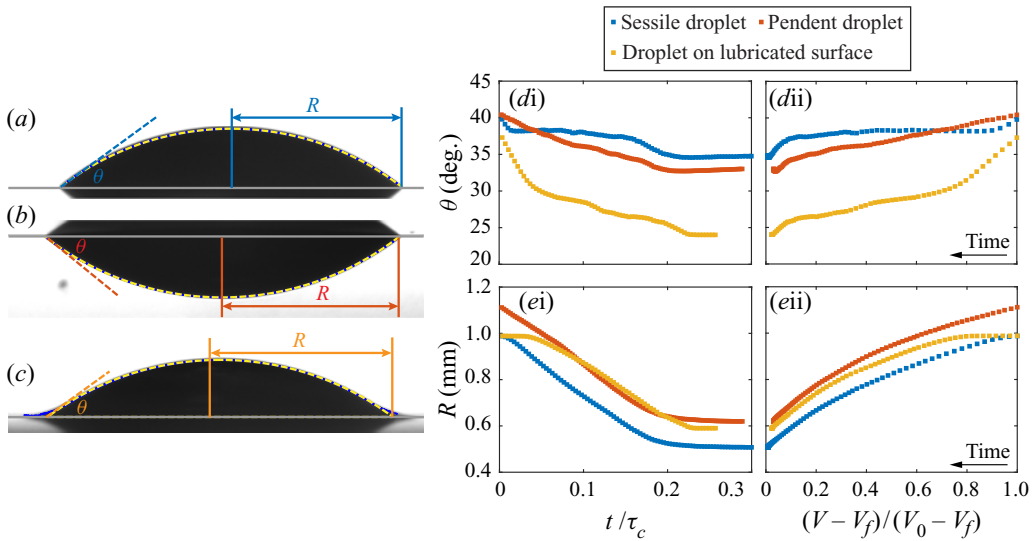 Sessile droplet Pendent droplet
Droplet on lubricated surface
(a)
R
θ
(b)
θ
R
(c)
R
θ
(di)
45
40
35
30
25
20
θ (deg.)
(dii)
Time
(ei)
1.2
1.0
0.8
0.6
0.4
R (mm)
0 0.1 0.2 0.3
t/τc
(eii)
Time
0 0.2 0.4 0.6 0.8 1.0
(V – Vf)/(V0 – Vf)